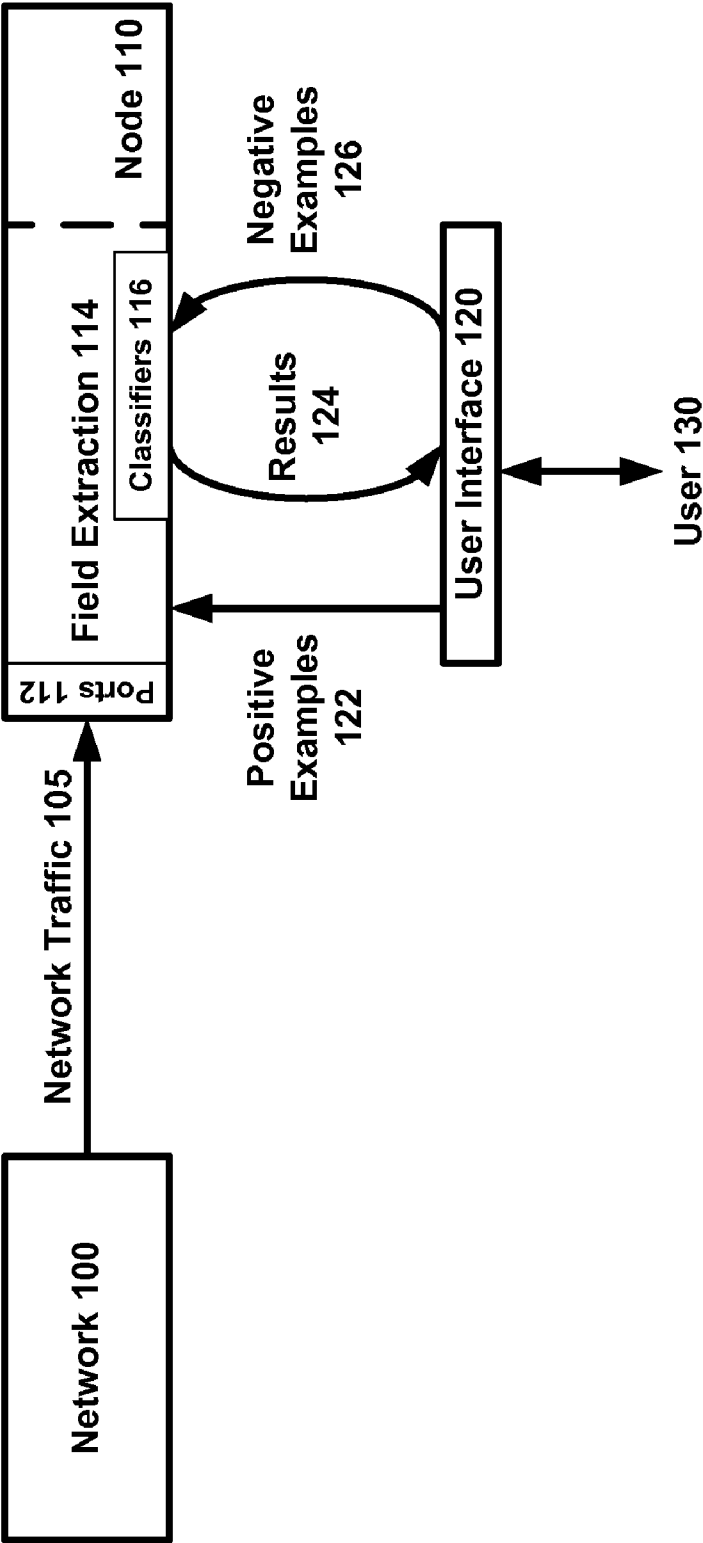 Network 100
Network Traffic 105
Ports 112
Field Extraction 114
Node 110
Classifiers 116
Positive
Examples
122
Results
124
Negative
Examples
126
User Interface 120
User 130